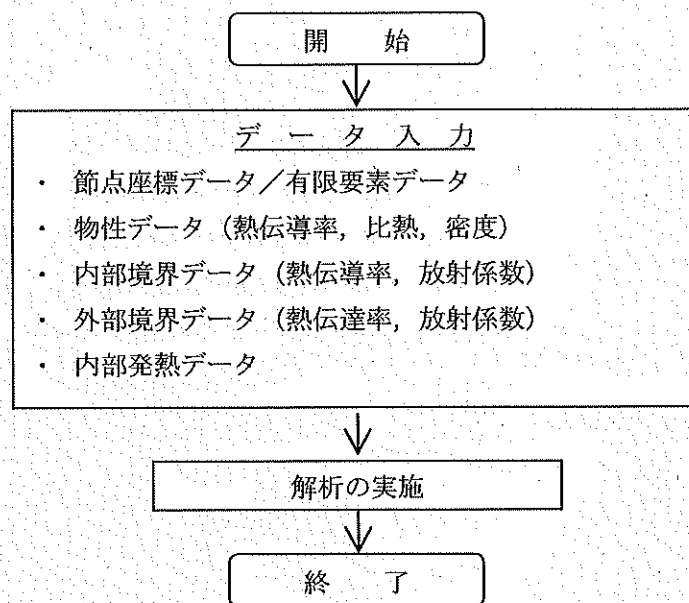 開　始
データ入力
・ 節点座標データ／有限要素データ
・ 物性データ（熱伝導率，比熱，密度）
・ 内部境界データ（熱伝導率，放射係数）
・ 外部境界データ（熱伝達率，放射係数）
・ 内部発熱データ
解析の実施
終　了